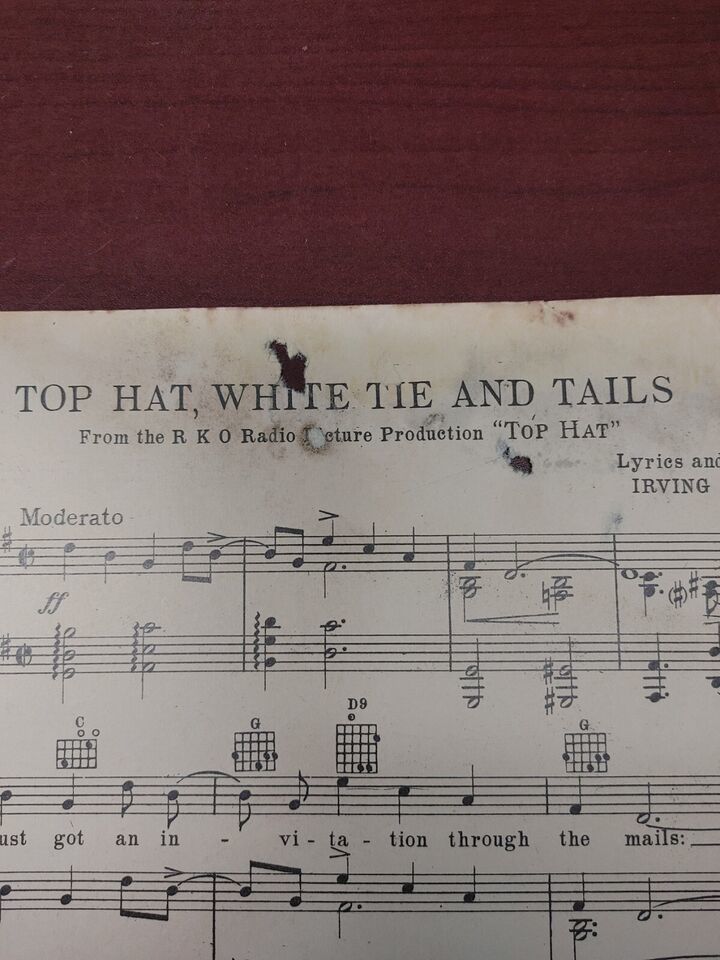 TOP HAT, WHITE TIE AND TAILS
From the R K O Radio Picture Production "TOP HAT"
Lyrics and
IRVING
Moderato
ff
C G D9 G
ust got an in - vi - ta - tion through the mails: